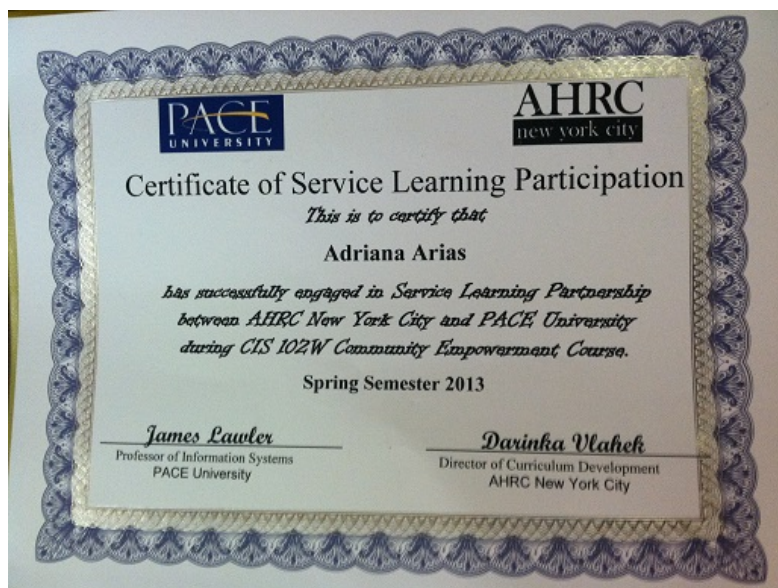 PACE
UNIVERSITY
AHRC
new york city
Certificate of Service Learning Participation
This is to certify that
Adriana Arias
has successfully engaged in Service Learning Partnership
between AHRC New York City and PACE University
during CIS 102W Community Empowerment Course.
Spring Semester 2013
James Lawler
Professor of Information Systems
PACE University
Darinka Vlahek
Director of Curriculum Development
AHRC New York City